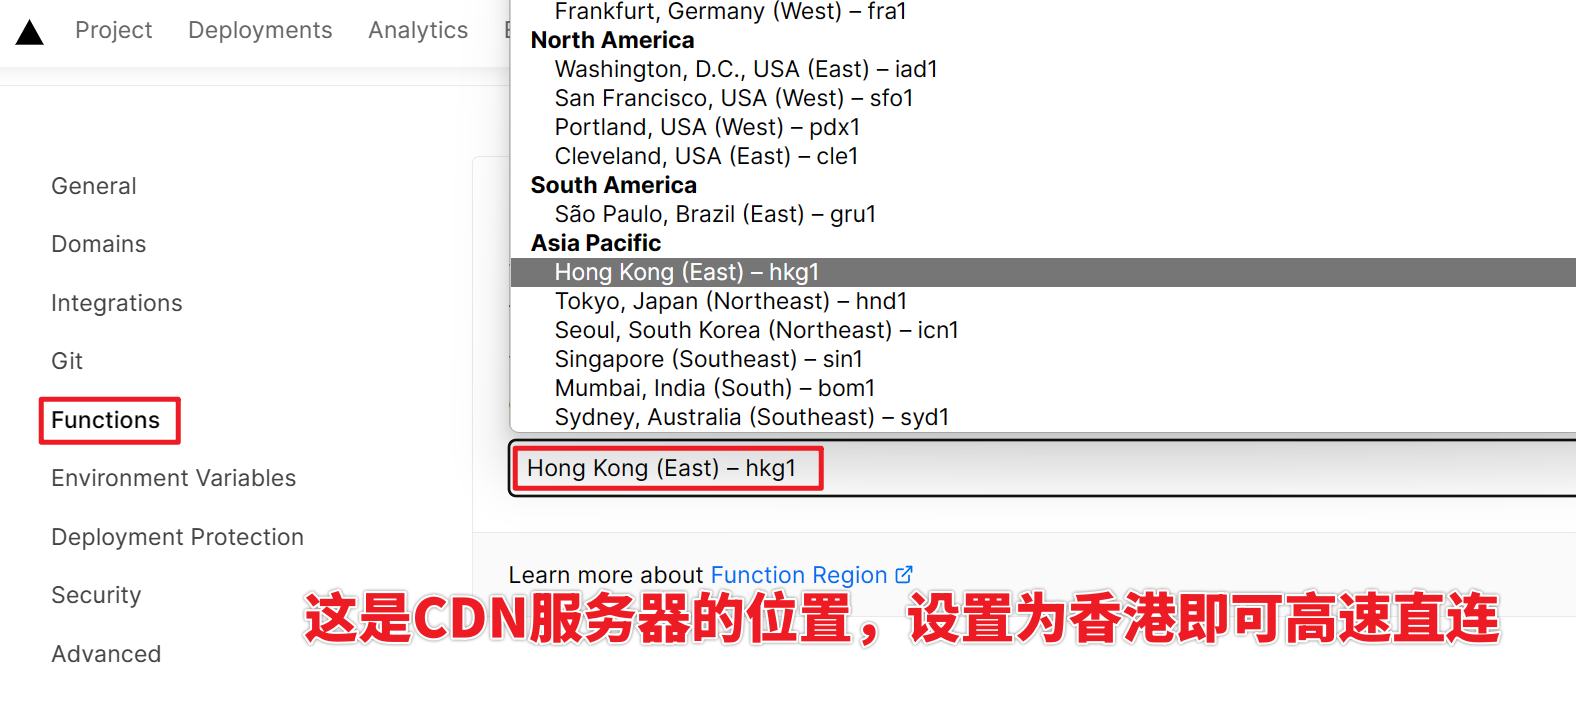 Project Deployments Analytics
Frankfurt, Germany (West) – fra1
North America
Washington, D.C., USA (East) – iad1
San Francisco, USA (West) – sfo1
Portland, USA (West) – pdx1
Cleveland, USA (East) – cle1
South America
São Paulo, Brazil (East) – gru1
Asia Pacific
Hong Kong (East) – hkg1
Tokyo, Japan (Northeast) – hnd1
Seoul, South Korea (Northeast) – icn1
Singapore (Southeast) – sin1
Mumbai, India (South) – bom1
Sydney, Australia (Southeast) – syd1
General
Domains
Integrations
Git
Functions
Environment Variables
Deployment Protection
Security
Advanced
Hong Kong (East) – hkg1
Learn more about Function Region
这是CDN服务器的位置，设置为香港即可高速直连